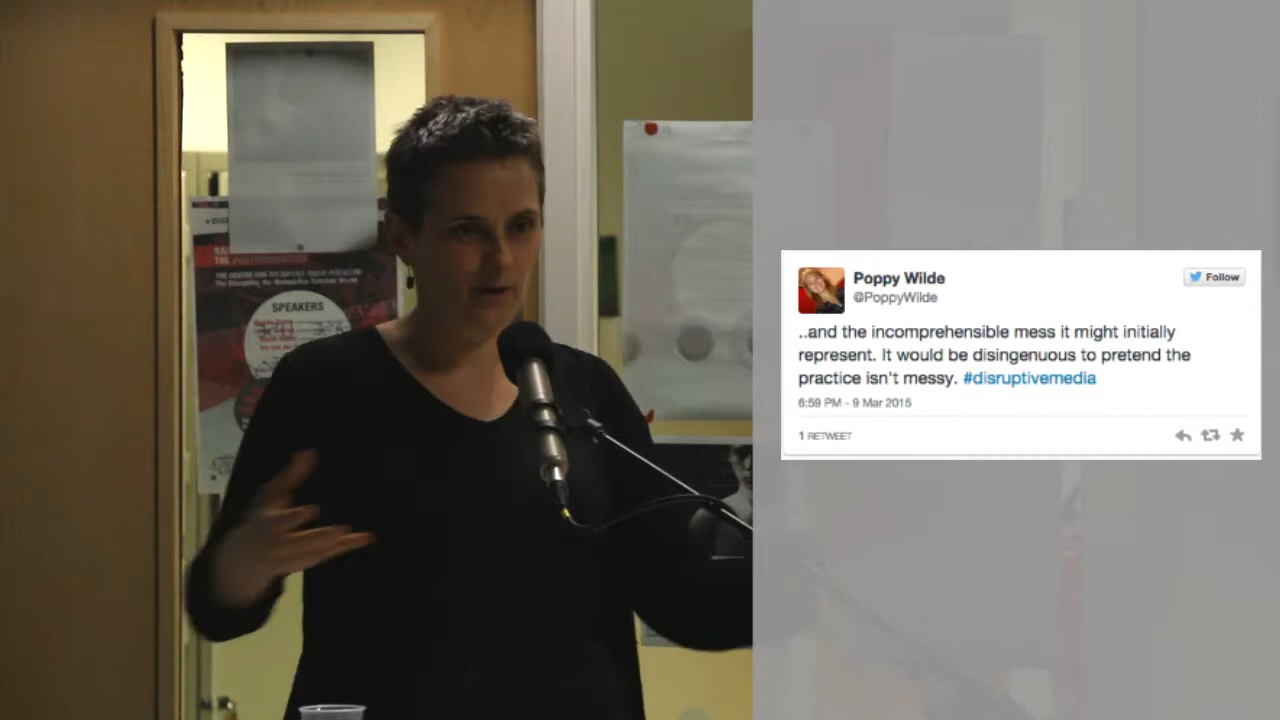 SPEAKERS
Poppy Wilde
@PoppyWilde
Follow
..and the incomprehensible mess it might initially
represent. It would be disingenuous to pretend the
practice isn't messy. #disruptivemedia
6:59 PM - 9 Mar 2015
1 RETWEET